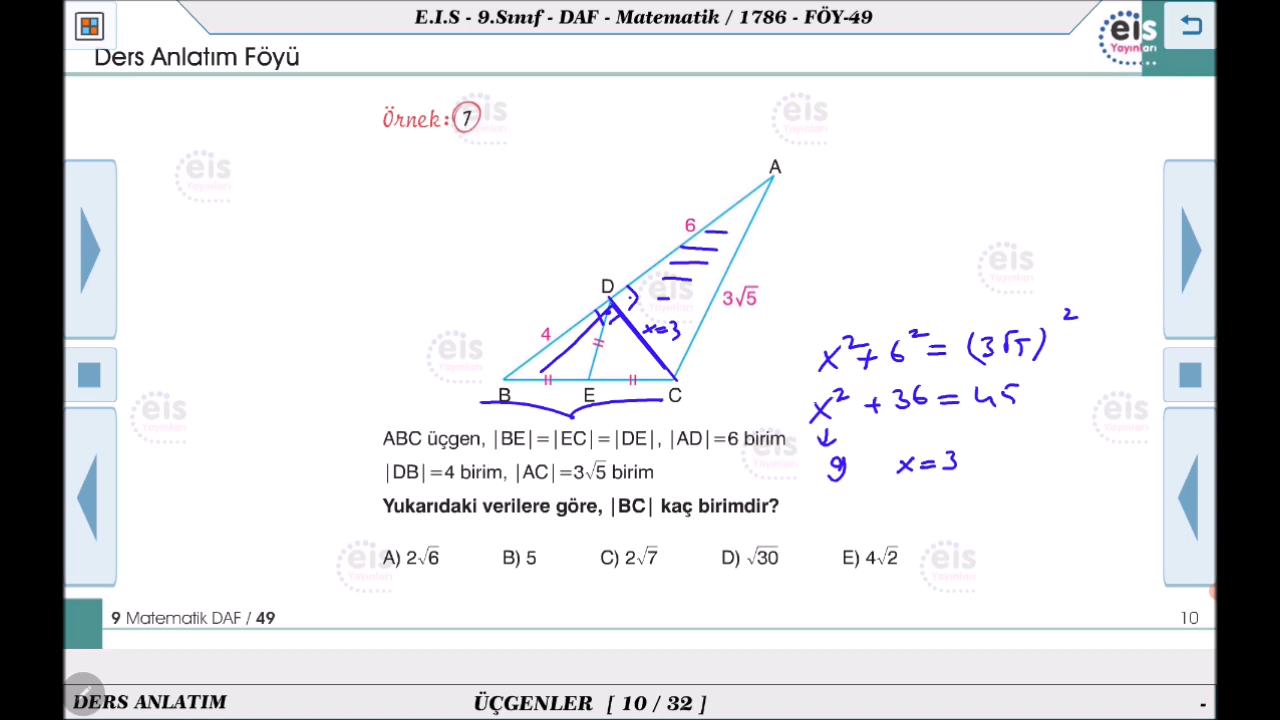 E.I.S - 9.Sınıf - DAF - Matematik / 1786 - FÖY-49
eis
Yayınları
Ders Anlatım Föyü
Örnek: 7
A
6
D
3√5
x=3
4
B E C
x² + 6² = (3√5)²
x² + 36 = 45
9 x=3
ABC üçgen, |BE|=|EC|=|DE|, |AD|=6 birim
|DB|=4 birim, |AC|=3√5 birim
Yukarıdaki verilere göre, |BC| kaç birimdir?
A) 2√6 B) 5 C) 2√7 D) √30 E) 4√2
9 Matematik DAF / 49
10
DERS ANLATIM ÜÇGENLER [ 10 / 32 ] -